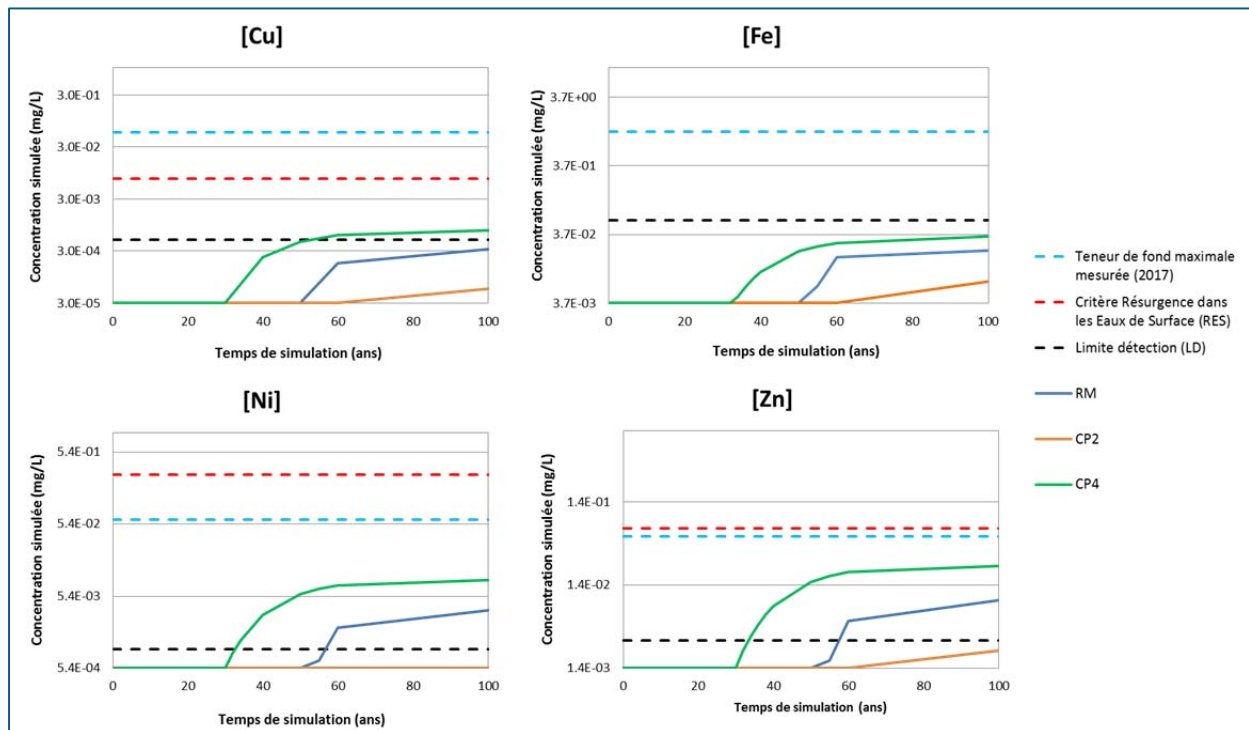 [Cu]
Concentration simulée (mg/L)
3.0E-01
3.0E-02
3.0E-03
3.0E-04
3.0E-05
0 20 40 60 80 100
Temps de simulation (ans)
[Fe]
Concentration simulée (mg/L)
3.7E+00
3.7E-01
3.7E-02
3.7E-03
0 20 40 60 80 100
Temps de simulation (ans)
[Ni]
Concentration simulée (mg/L)
5.4E-01
5.4E-02
5.4E-03
5.4E-04
0 20 40 60 80 100
Temps de simulation (ans)
[Zn]
Concentration simulée (mg/L)
1.4E-01
1.4E-02
1.4E-03
0 20 40 60 80 100
Temps de simulation (ans)
Teneur de fond maximale
mesurée (2017)
Critère Résurgence dans
les Eaux de Surface (RES)
Limite détection (LD)
RM
CP2
CP4